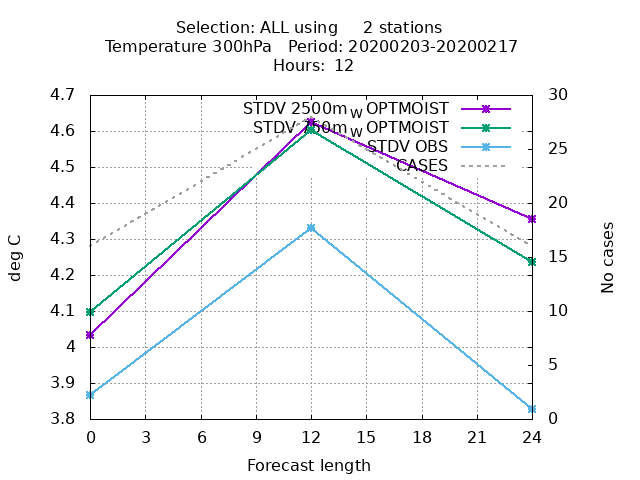 Selection: ALL using     2 stations
Temperature 300hPa   Period: 20200203-20200217
Hours:  12
4.7
4.6
4.5
4.4
4.3
4.2
4.1
4
3.9
3.8
30
25
20
15
10
5
0
STDV 2500m_W OPTMOIST
STDV 750m_W OPTMOIST
STDV OBS
CASES
deg C
No cases
0 3 6 9 12 15 18 21 24
Forecast length